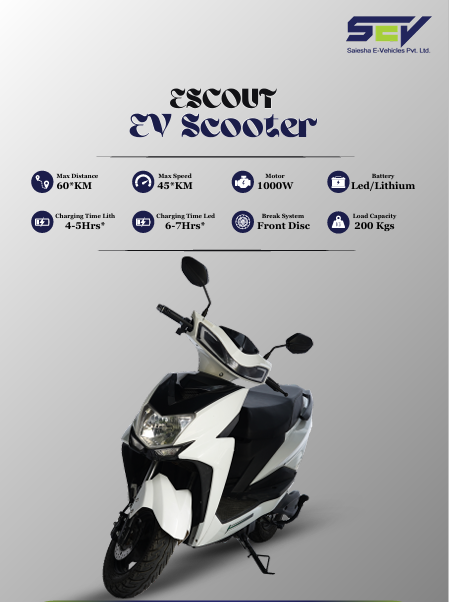 SEV
Saiesha E-Vehicles Pvt. Ltd.
ESCOUT
EV Scooter
Max Distance
60*KM
Max Speed
45*KM
Motor
1000W
Battery
Led/Lithium
Charging Time Lith
4-5Hrs*
Charging Time Led
6-7Hrs*
Break System
Front Disc
Load Capacity
200 Kgs